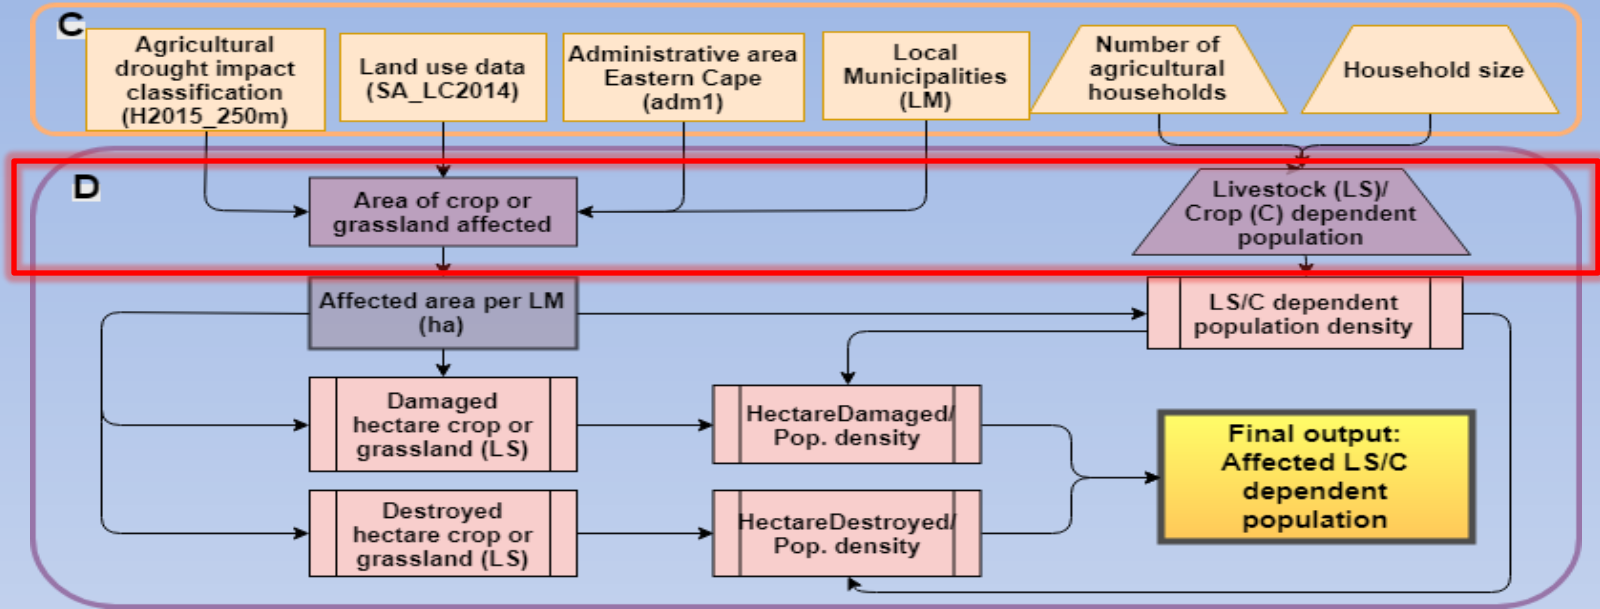 C
Agricultural
drought impact
classification
(H2015_250m)
Land use data
(SA_LC2014)
Administrative area
Eastern Cape
(adm1)
Local
Municipalities
(LM)
Number of
agricultural
households
Household size
D
Area of crop or
grassland affected
Livestock (LS)/
Crop (C) dependent
population
Affected area per LM
(ha)
LS/C dependent
population density
Damaged
hectare crop or
grassland (LS)
HectareDamaged/
Pop. density
Final output:
Affected LS/C
dependent
population
Destroyed
hectare crop or
grassland (LS)
HectareDestroyed/
Pop. density